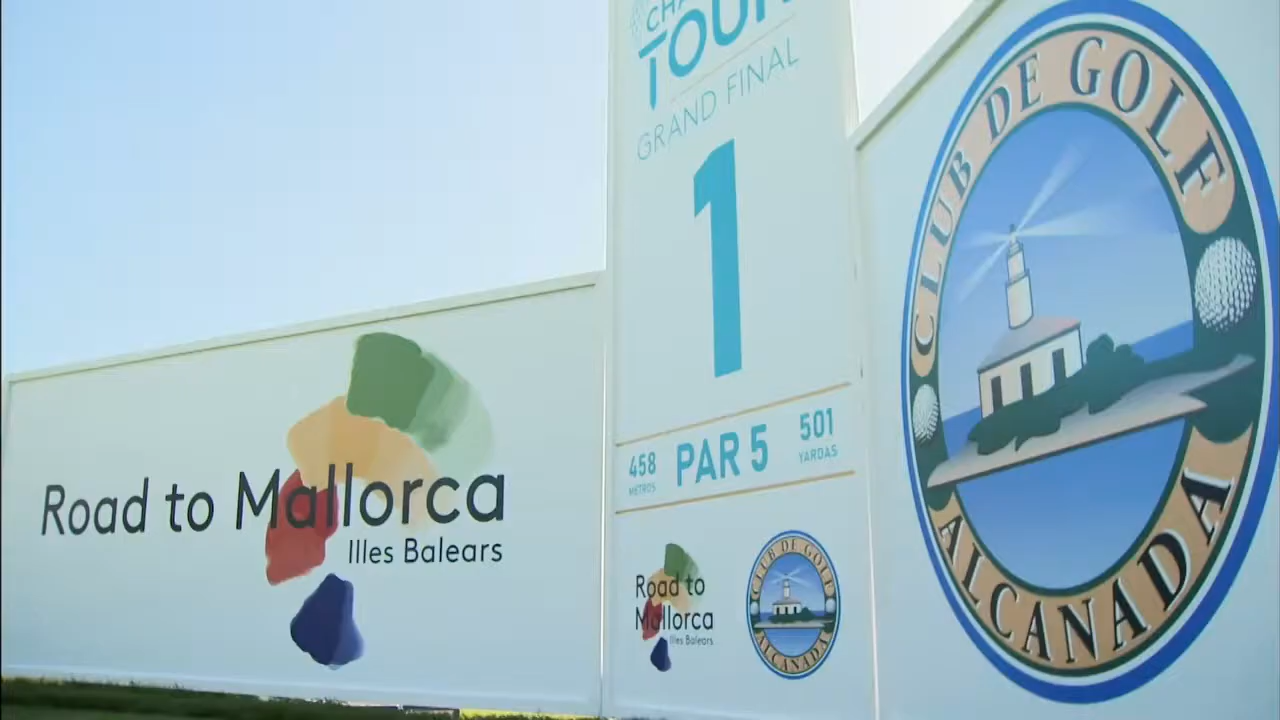 Road to Mallorca
Illes Balears
TOUR
GRAND FINAL
1
458
METROS
PAR 5
501
YARDAS
Road to
Mallorca
Illes Balears
CLUB DE GOLF
ALCANADA
CLUB DE GOLF
ALCANADA